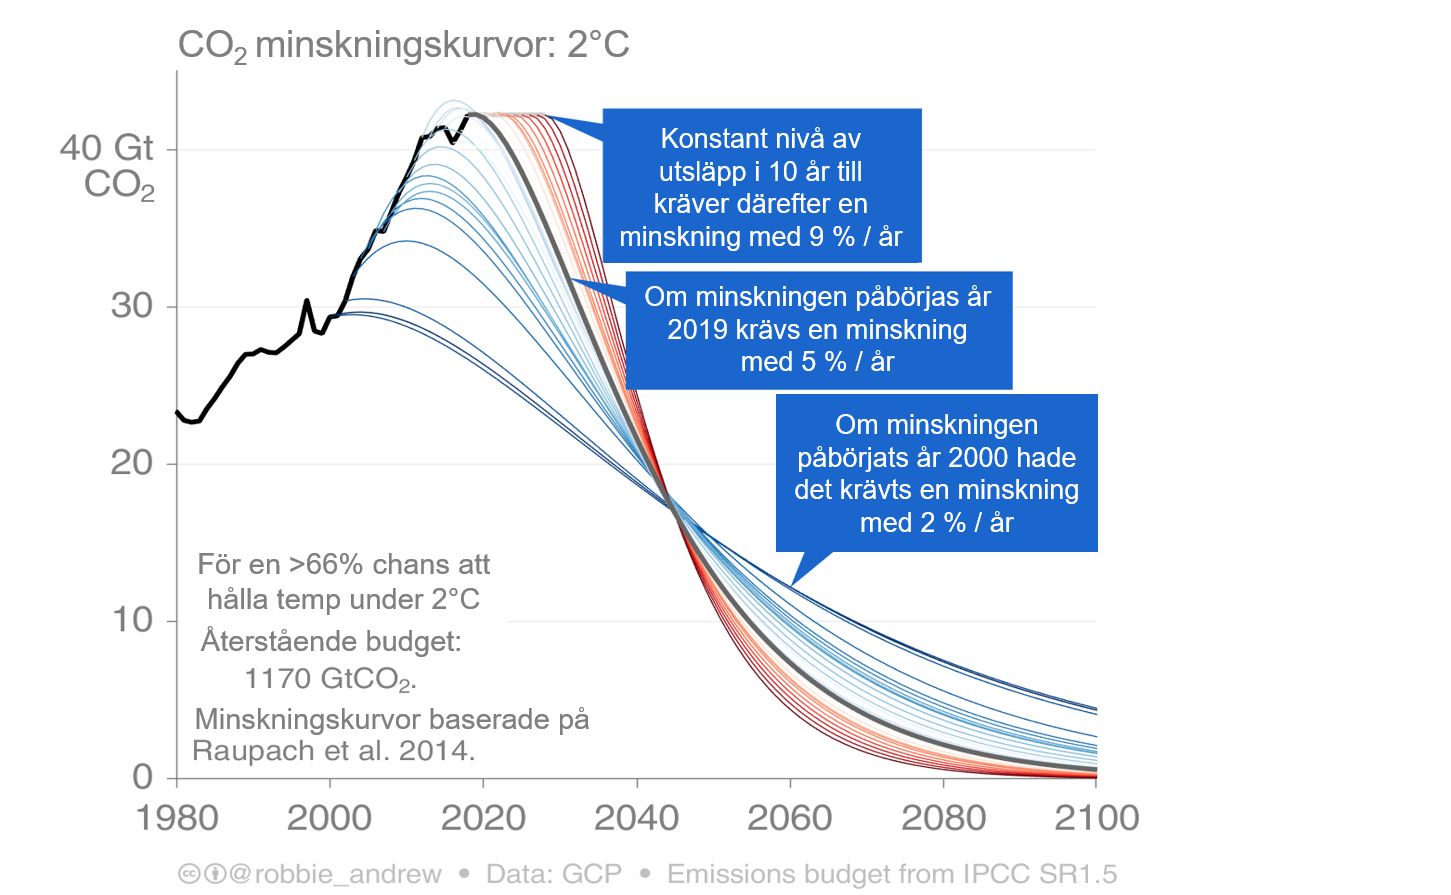 CO₂ minskningskurvor: 2°C
40 Gt
CO₂
30
20
10
0
Konstant nivå av
utsläpp i 10 år till
kräver därefter en
minskning med 9 % / år
Om minskningen påbörjas år
2019 krävs en minskning
med 5 % / år
Om minskningen
påbörjats år 2000 hade
det krävts en minskning
med 2 % / år
För en >66% chans att
hålla temp under 2°C
Återstående budget:
1170 GtCO₂.
Minskningskurvor baserade på
Raupach et al. 2014.
1980 2000 2020 2040 2060 2080 2100
@robbie_andrew • Data: GCP • Emissions budget from IPCC SR1.5